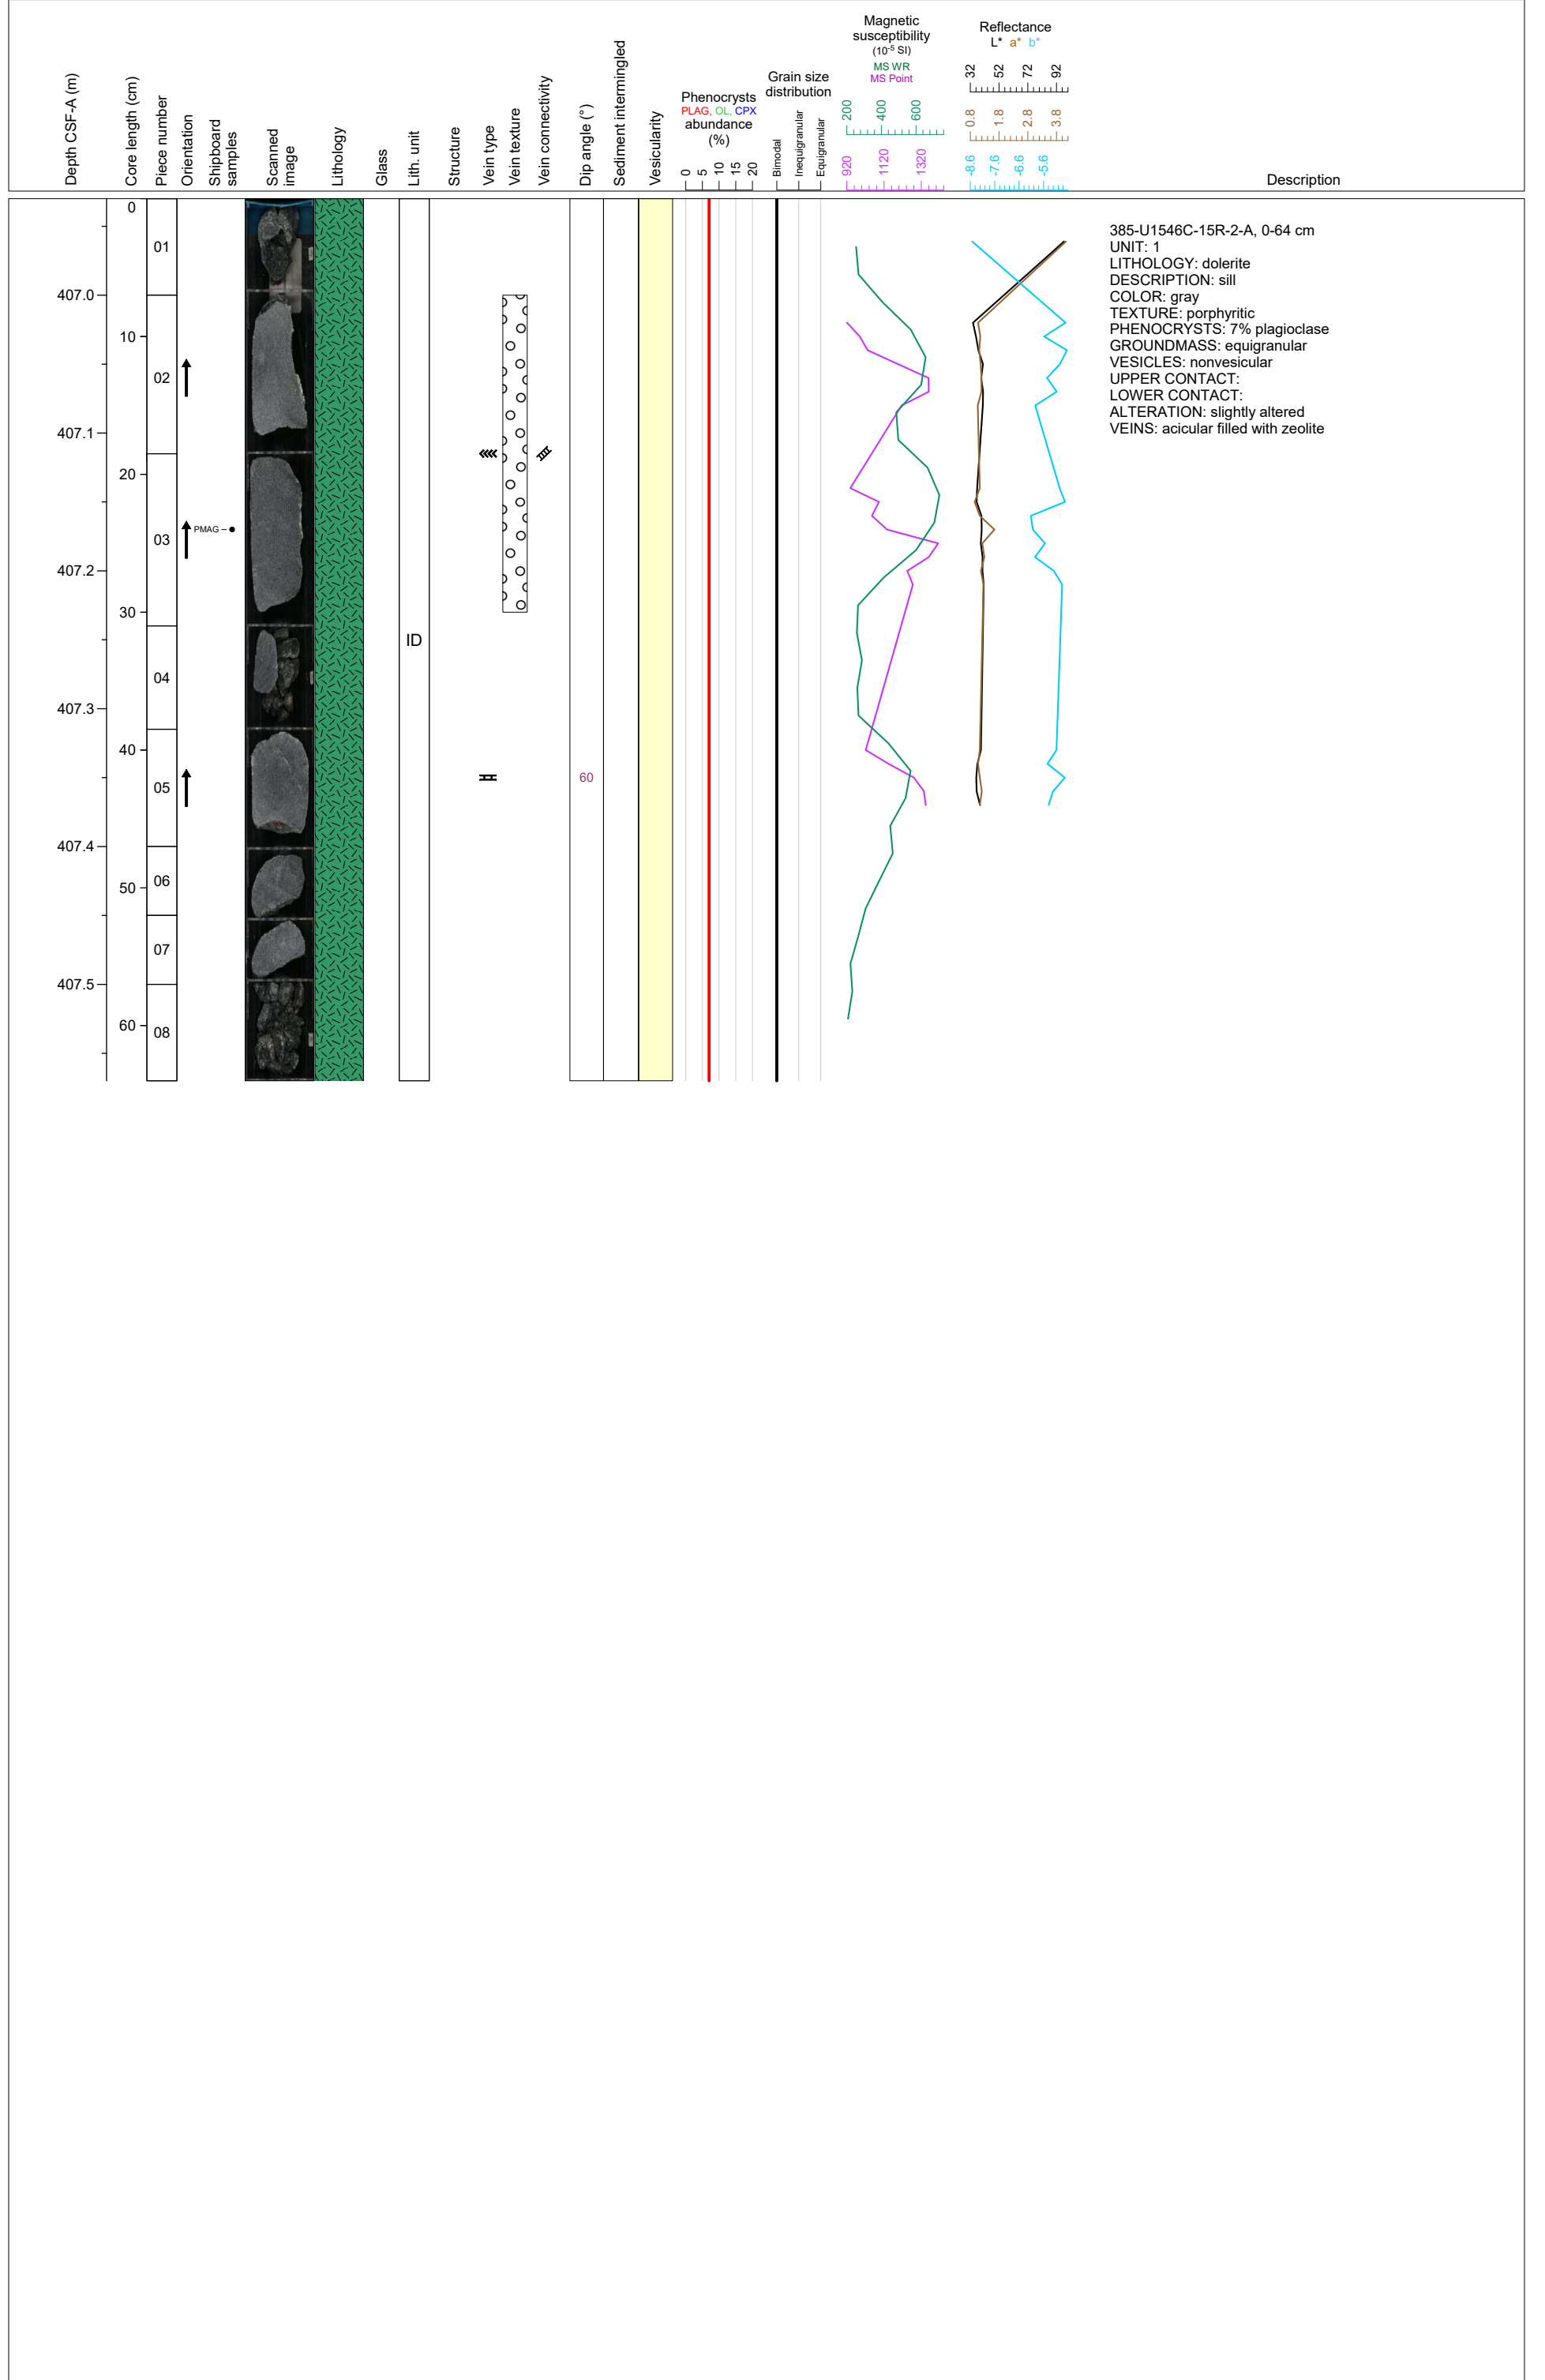 Depth CSF-A (m)
Core length (cm)
Piece number
Orientation
Shipboard
samples
Scanned
image
Lithology
Glass
Lith. unit
Structure
Vein type
Vein texture
Vein connectivity
Dip angle (°)
Sediment intermingled
Vesicularity
Phenocrysts
PLAG, OL, CPX
abundance
(%)
0 5 10 15 20
Grain size
distribution
Bimodal
Inequigranular
Equigranular
Magnetic
susceptibility
(10-5 SI)
MS WR
MS Point
200 400 600
920 1120 1320
Reflectance
L* a* b*
32 52 72 92
0.8 1.8 2.8 3.8
-8.6 -7.6 -6.6 -5.6
Description
0
01
407.0
10
02
407.1
20
03
PMAG
407.2
30
ID
04
407.3
40
05
60
407.4
50
06
07
407.5
60
08
385-U1546C-15R-2-A, 0-64 cm
UNIT: 1
LITHOLOGY: dolerite
DESCRIPTION: sill
COLOR: gray
TEXTURE: porphyritic
PHENOCRYSTS: 7% plagioclase
GROUNDMASS: equigranular
VESICLES: nonvesicular
UPPER CONTACT:
LOWER CONTACT:
ALTERATION: slightly altered
VEINS: acicular filled with zeolite